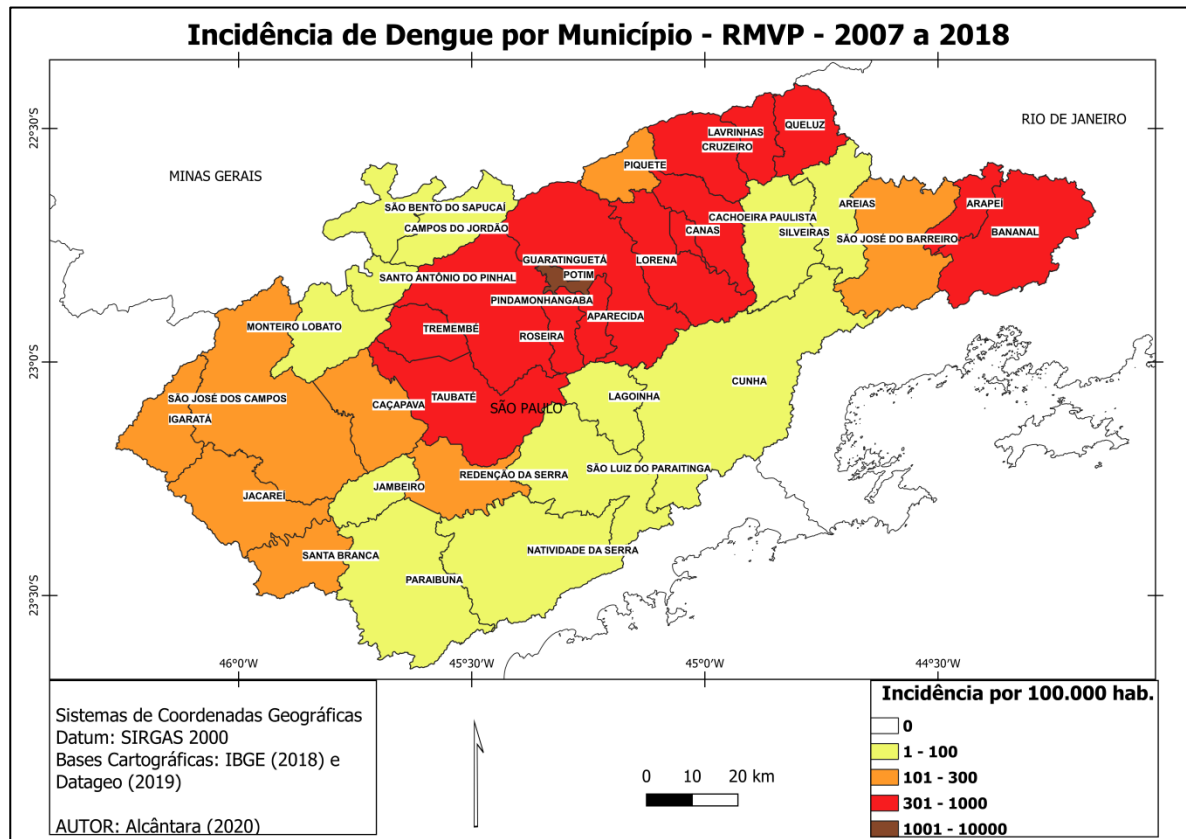 Incidência de Dengue por Município - RMVP - 2007 a 2018
22°30'S
23°0'S
23°30'S
MINAS GERAIS
RIO DE JANEIRO
QUELUZ
LAVRINHAS
CRUZEIRO
PIQUETE
SÃO BENTO DO SAPUCAÍ
CAMPOS DO JORDÃO
CACHOEIRA PAULISTA
CANAS
SILVEIRAS
AREIAS
SÃO JOSÉ DO BARREIRO
ARAPEÍ
BANANAL
GUARATINGUETÁ
LORENA
POTIM
SANTO ANTÔNIO DO PINHAL
PINDAMONHANGABA
APARECIDA
MONTEIRO LOBATO
TREMEMBÉ
ROSEIRA
CUNHA
SÃO JOSÉ DOS CAMPOS
CAÇAPAVA
TAUBATÉ
SÃO PAULO
LAGOINHA
IGARATÁ
REDENÇÃO DA SERRA
SÃO LUIZ DO PARAITINGA
JACAREÍ
JAMBEIRO
SANTA BRANCA
NATIVIDADE DA SERRA
PARAIBUNA
46°0'W
45°30'W
45°0'W
44°30'W
Sistemas de Coordenadas Geográficas
Datum: SIRGAS 2000
Bases Cartográficas: IBGE (2018) e
Datageo (2019)
AUTOR: Alcântara (2020)
0 10 20 km
Incidência por 100.000 hab.
0
1 - 100
101 - 300
301 - 1000
1001 - 10000